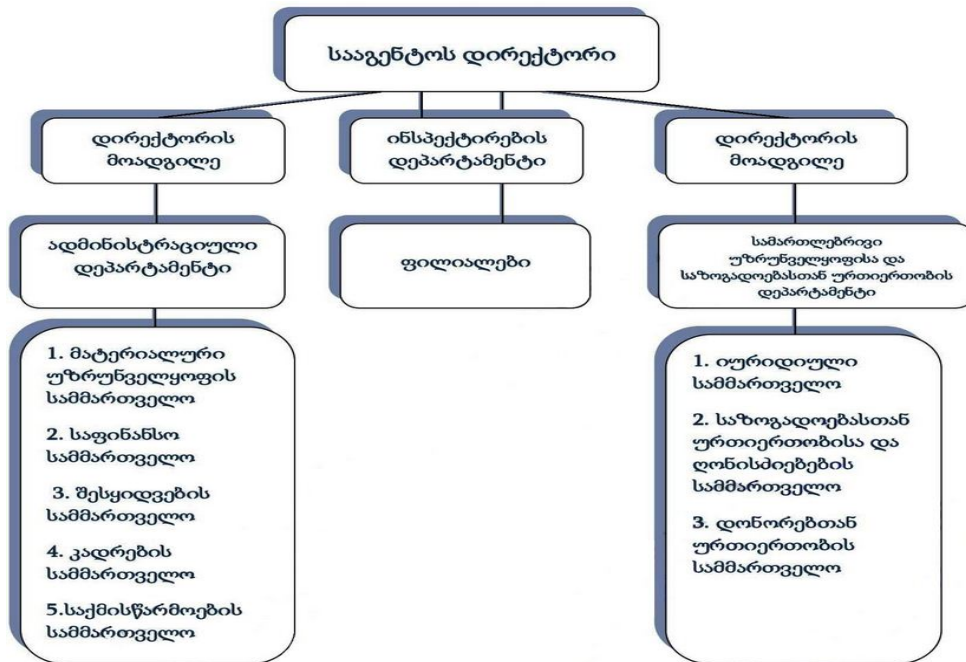 სააგენტოს დირექტორი
დირექტორის
მოადგილე
ინსპექტირების
დეპარტამენტი
დირექტორის
მოადგილე
ადმინისტრაციული
დეპარტამენტი
ფილიალები
სამართლებრივი
უზრუნველყოფისა და
საზოგადოებასთან ურთიერთობის
დეპარტამენტი
1. მატერიალური
უზრუნველყოფის
სამმართველო
2. საფინანსო
სამმართველო
3. შესყიდვების
სამმართველო
4. კადრების
სამმართველო
5.საქმისწარმოების
სამმართველო
1. იურიდიული
სამმართველო
2. საზოგადოებასთან
ურთიერთობისა და
ღონისძიებების
სამმართველო
3. დონორებთან
ურთიერთობის
სამმართველო